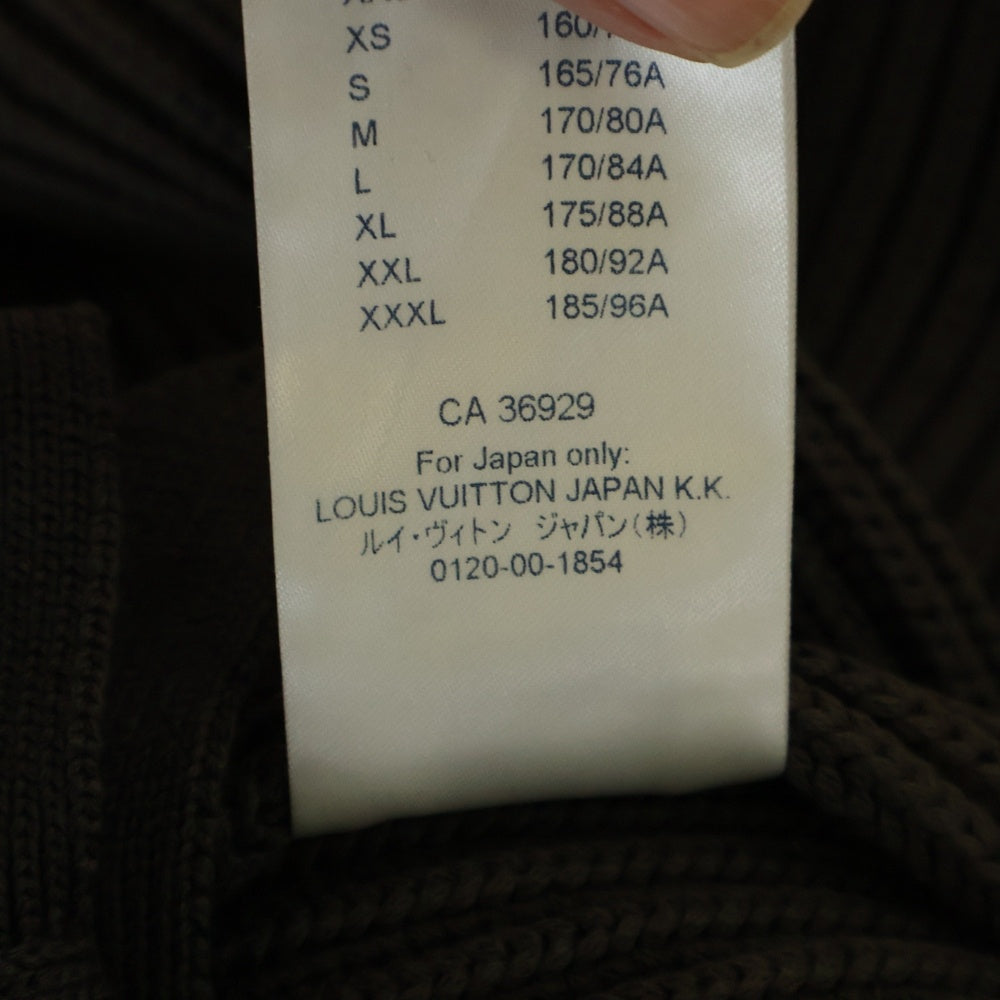 XS
S 165/76A
M 170/80A
L 170/84A
XL 175/88A
XXL 180/92A
XXXL 185/96A
CA 36929
For Japan only:
LOUIS VUITTON JAPAN K.K.
ルイ・ヴィトン ジャパン(株)
0120-00-1854